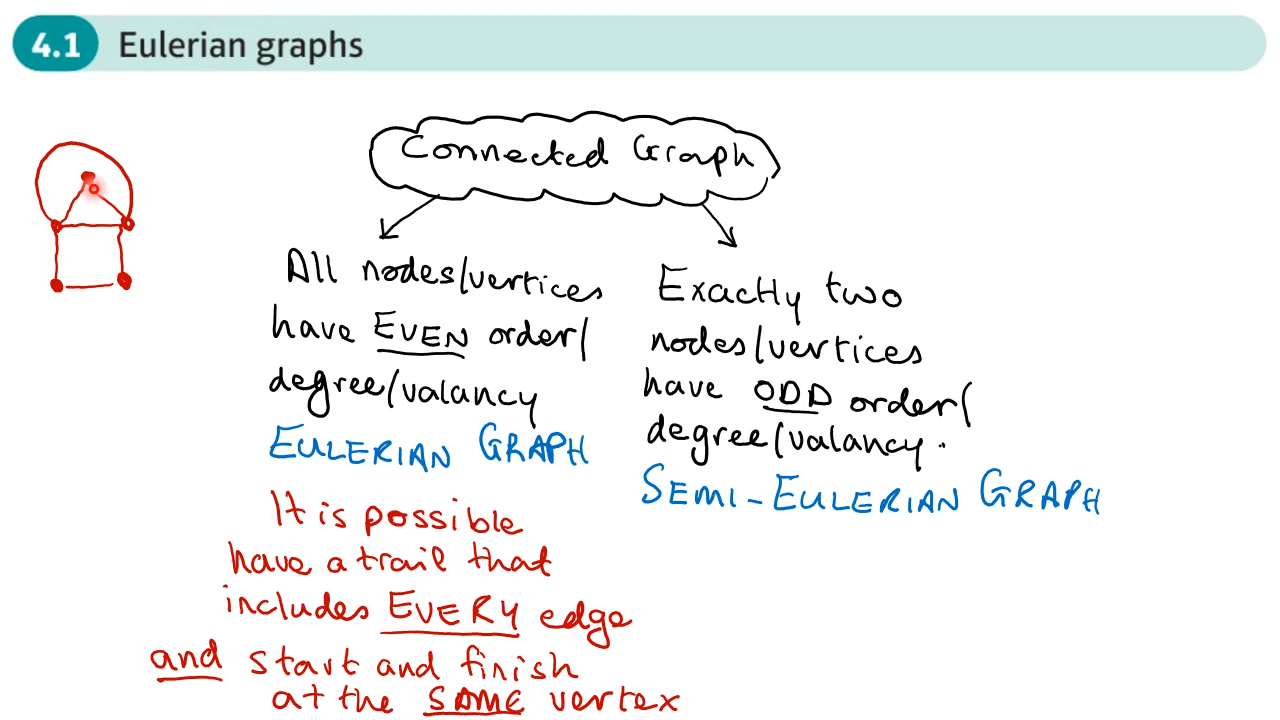 4.1 Eulerian graphs
Connected Graph
All nodes/vertices
have EVEN order/
degree/valancy
EULERIAN GRAPH
It is possible
have a trail that
includes EVERY edge
and start and finish
at the SAME vertex
Exactly two
nodes/vertices
have ODD order/
degree/valancy.
SEMI-EULERIAN GRAPH